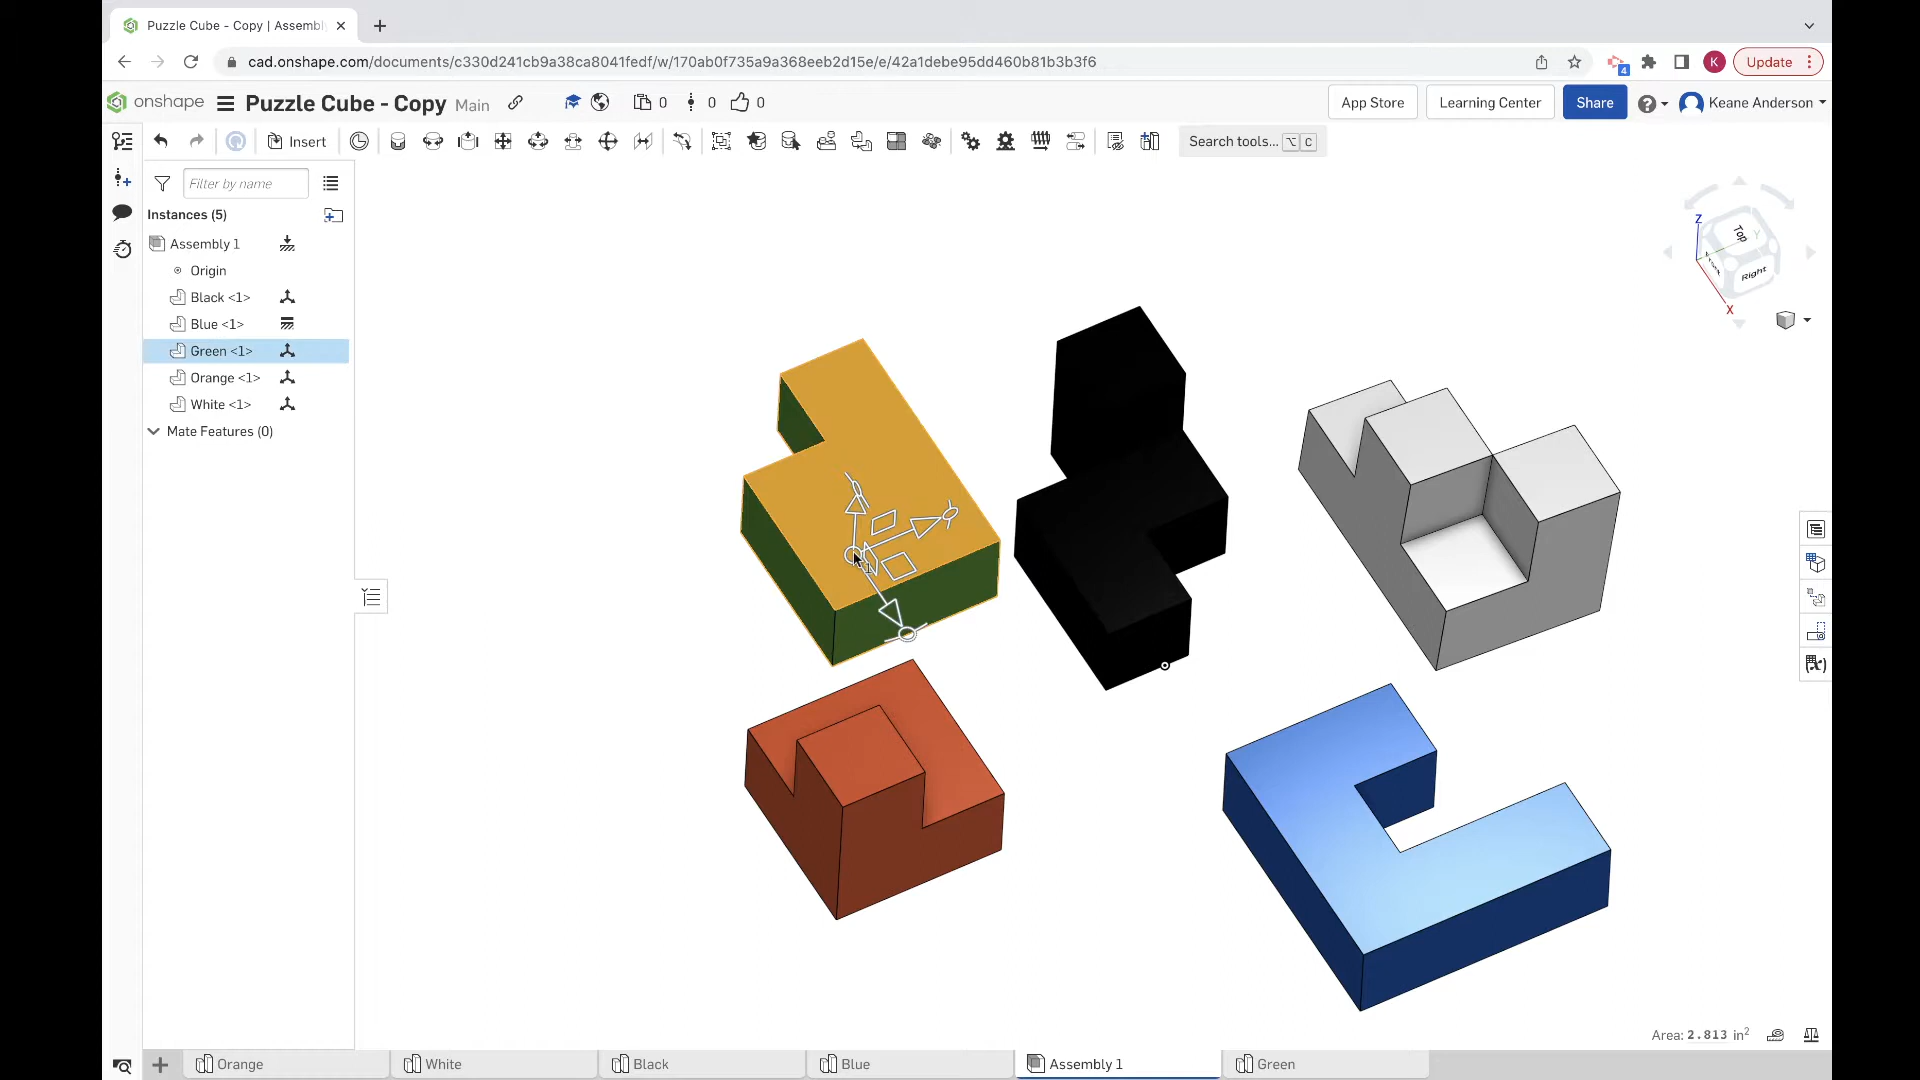 Puzzle Cube - Copy | Assembl
cad.onshape.com/documents/c330d241cb9a38ca8041fedf/w/170ab0f735a9a368eeb2d15e/e/42a1debe95dd460b81b3b3f6
4
K
Update
onshape
Puzzle Cube - Copy Main
0
0
0
App Store
Learning Center
Share
Keane Anderson
Insert
Search tools... ⌥ C
Filter by name
Instances (5)
Assembly 1
Origin
Black <1>
Blue <1>
Green <1>
Orange <1>
White <1>
Mate Features (0)
Z
Top
Y
Front
Right
X
Area: 2.813 in²
Orange
White
Black
Blue
Assembly 1
Green